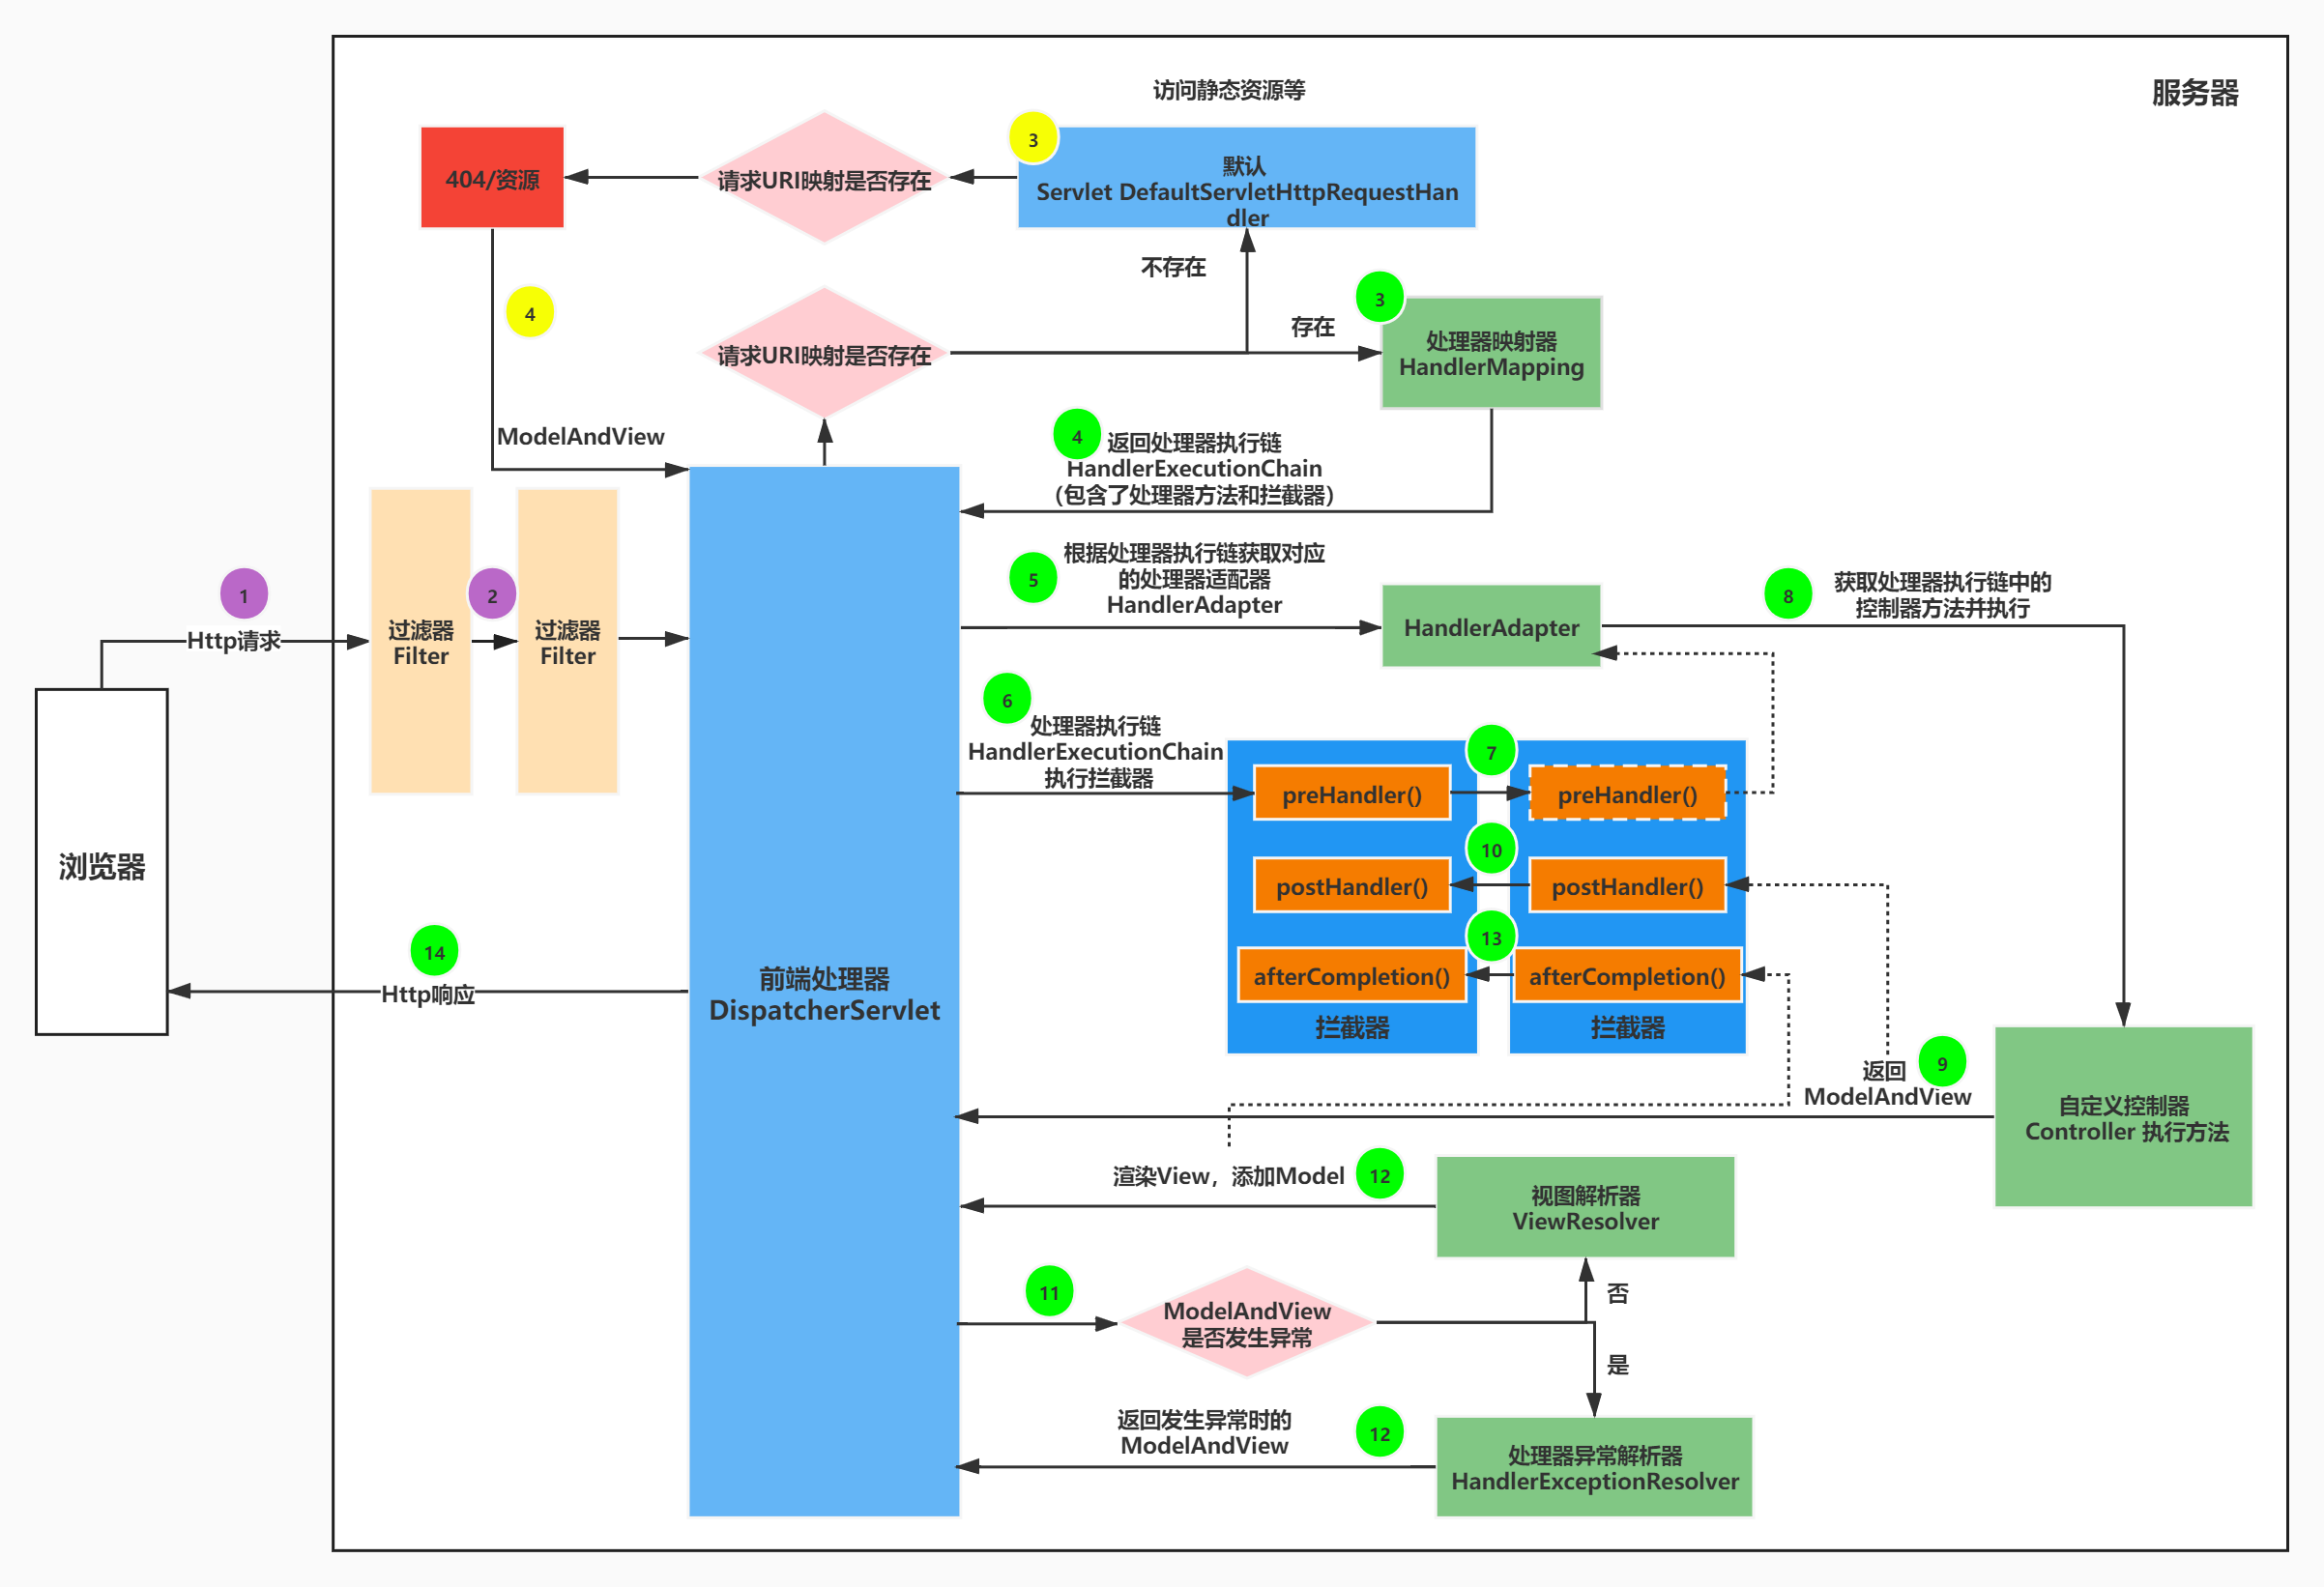 服务器
访问静态资源等
404/资源
请求URI映射是否存在
3
默认
Servlet DefaultServletHttpRequestHan
dler
不存在
4
请求URI映射是否存在
存在
3
处理器映射器
HandlerMapping
ModelAndView
4
返回处理器执行链
HandlerExecutionChain
（包含了处理器方法和拦截器）
1
Http请求
过滤器
Filter
2
过滤器
Filter
5
根据处理器执行链获取对应
的处理器适配器
HandlerAdapter
HandlerAdapter
8
获取处理器执行链中的
控制器方法并执行
6
处理器执行链
HandlerExecutionChain
执行拦截器
7
preHandler()
preHandler()
浏览器
10
postHandler()
postHandler()
14
Http响应
前端处理器
DispatcherServlet
13
afterCompletion()
afterCompletion()
拦截器
拦截器
返回
ModelAndView
9
自定义控制器
Controller 执行方法
渲染View，添加Model
12
视图解析器
ViewResolver
11
ModelAndView
是否发生异常
否
是
返回发生异常时的
ModelAndView
12
处理器异常解析器
HandlerExceptionResolver